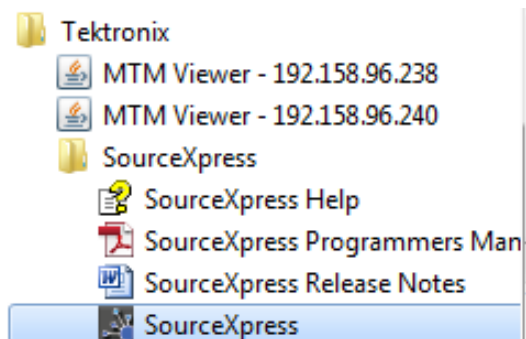 Tektronix
MTM Viewer - 192.158.96.238
MTM Viewer - 192.158.96.240
SourceXpress
SourceXpress Help
SourceXpress Programmers Man
SourceXpress Release Notes
SourceXpress